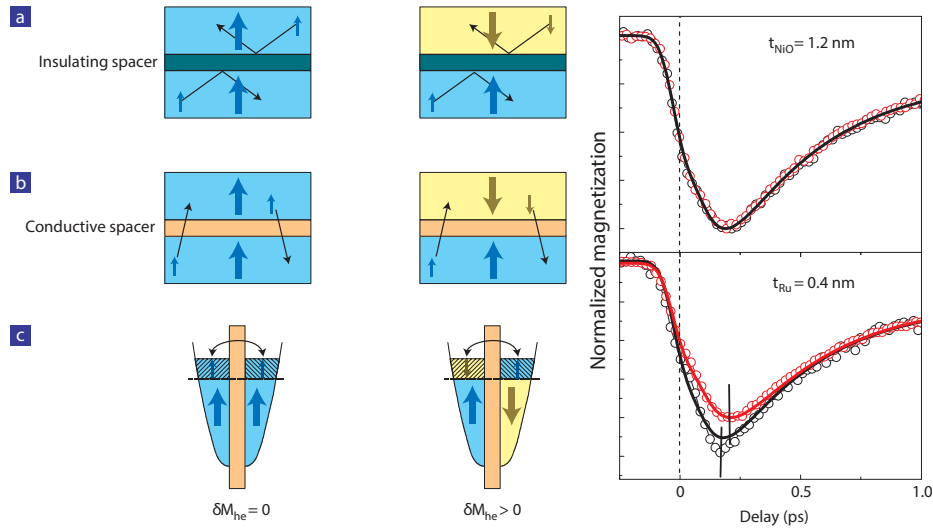 a
Insulating spacer
b
Conductive spacer
c
δM_he = 0
δM_he > 0
t_NiO = 1.2 nm
t_Ru = 0.4 nm
Normalized magnetization
0
0.5
1.0
Delay (ps)